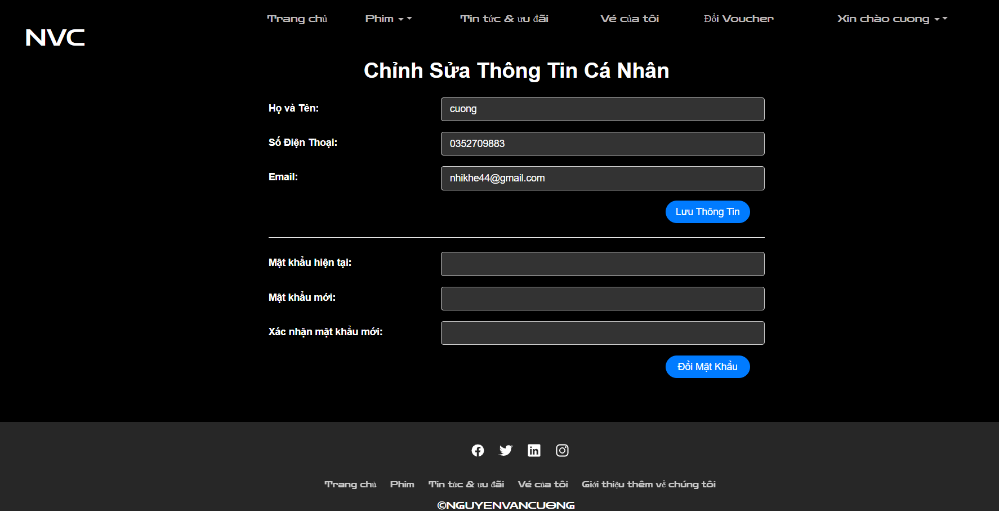 Trang chủ Phim Tin tức & ưu đãi Vé của tôi Đổi Voucher Xin chào cuong
NVC
Chỉnh Sửa Thông Tin Cá Nhân
Họ và Tên: cuong
Số Điện Thoại: 0352709883
Email: nhikhe44@gmail.com
Lưu Thông Tin
Mật khẩu hiện tại:
Mật khẩu mới:
Xác nhận mật khẩu mới:
Đổi Mật Khẩu
Trang chủ Phim Tin tức & ưu đãi Vé của tôi Giới thiệu thêm về chúng tôi
©NGUYENVANCUONG